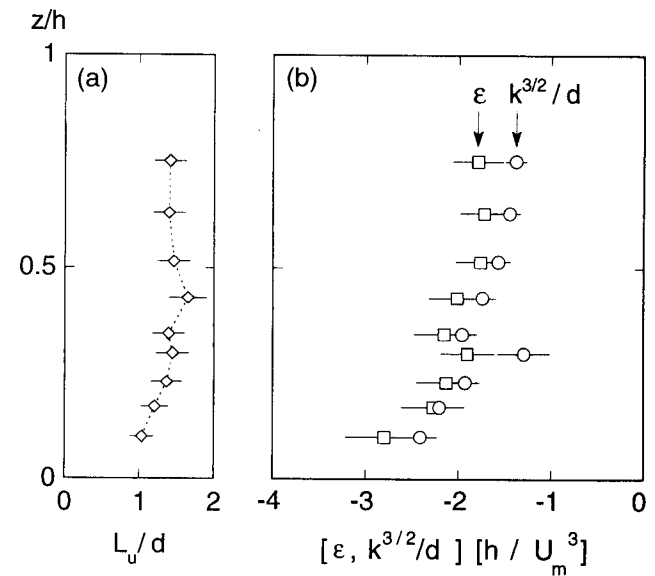 z/h
1
(a)
(b)
ε k^3/2/d
0.5
0
0 1 2
-4 -3 -2 -1 0
L_u/d
[ε, k^3/2/d] [h / U_m^3]